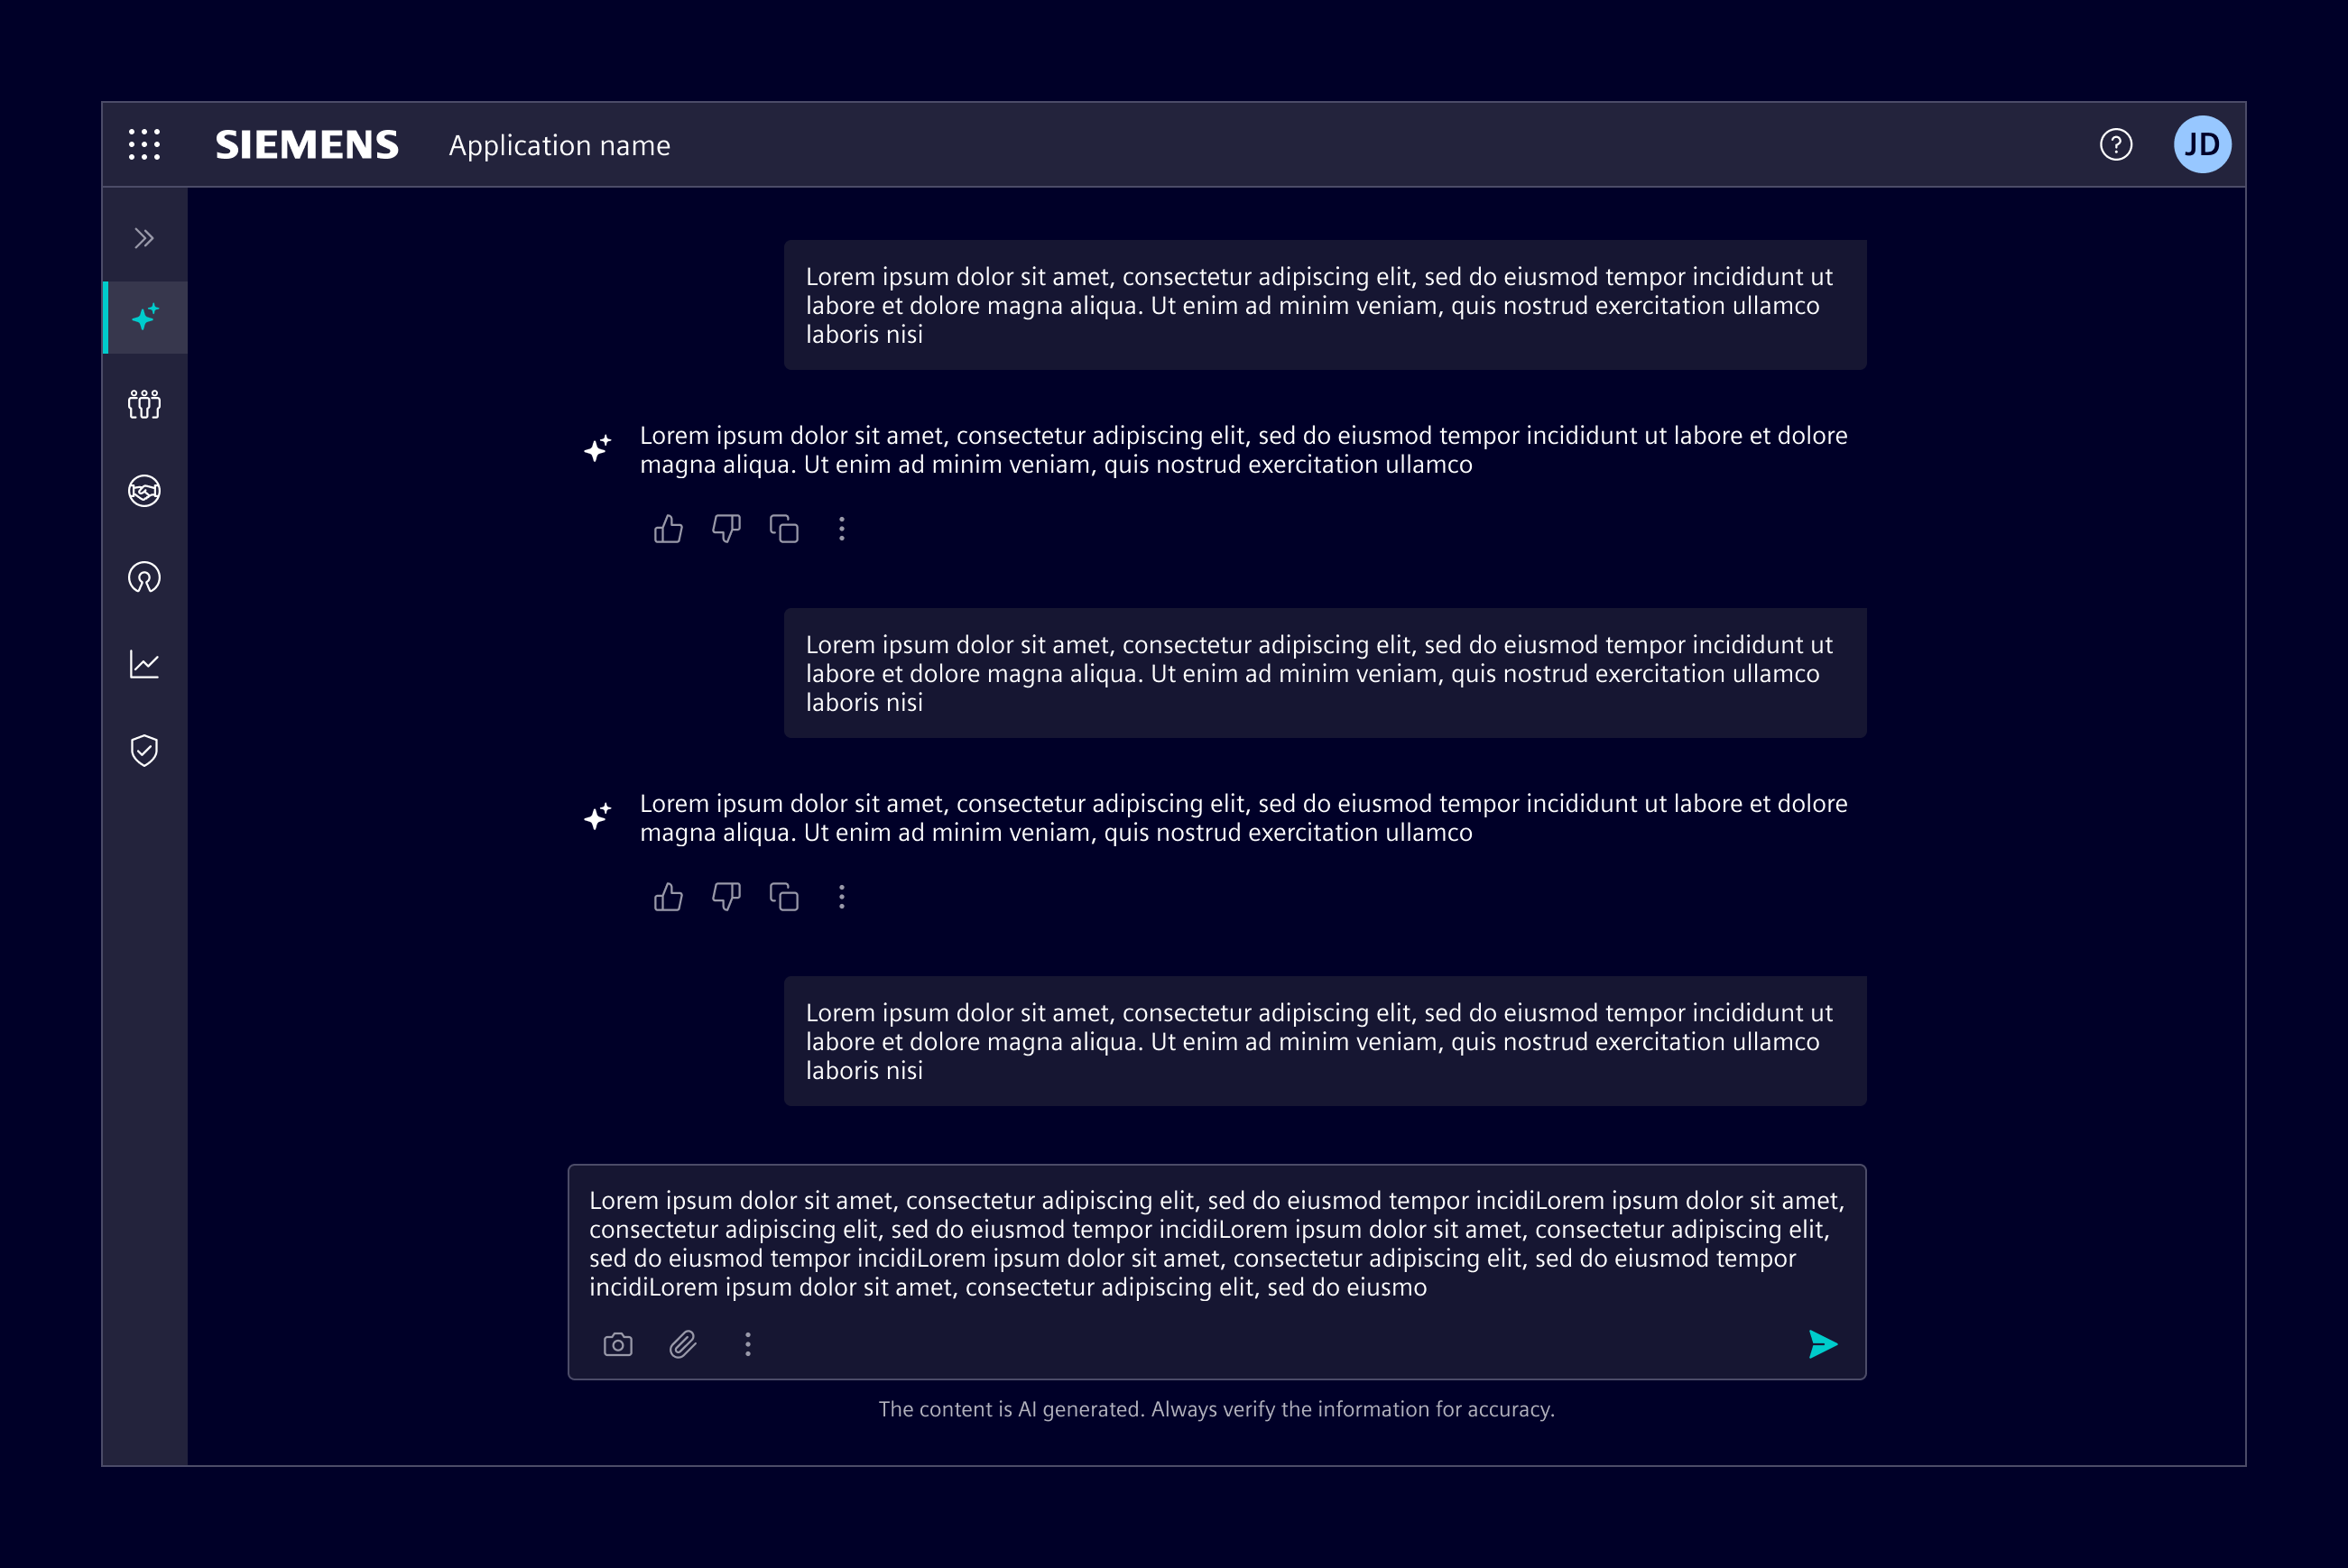 SIEMENS Application name ? JD
Lorem ipsum dolor sit amet, consectetur adipiscing elit, sed do eiusmod tempor incididunt ut
labore et dolore magna aliqua. Ut enim ad minim veniam, quis nostrud exercitation ullamco
laboris nisi
Lorem ipsum dolor sit amet, consectetur adipiscing elit, sed do eiusmod tempor incididunt ut labore et dolore
magna aliqua. Ut enim ad minim veniam, quis nostrud exercitation ullamco
Lorem ipsum dolor sit amet, consectetur adipiscing elit, sed do eiusmod tempor incididunt ut
labore et dolore magna aliqua. Ut enim ad minim veniam, quis nostrud exercitation ullamco
laboris nisi
Lorem ipsum dolor sit amet, consectetur adipiscing elit, sed do eiusmod tempor incididunt ut labore et dolore
magna aliqua. Ut enim ad minim veniam, quis nostrud exercitation ullamco
Lorem ipsum dolor sit amet, consectetur adipiscing elit, sed do eiusmod tempor incididunt ut
labore et dolore magna aliqua. Ut enim ad minim veniam, quis nostrud exercitation ullamco
laboris nisi
Lorem ipsum dolor sit amet, consectetur adipiscing elit, sed do eiusmod tempor incidiLorem ipsum dolor sit amet,
consectetur adipiscing elit, sed do eiusmod tempor incidiLorem ipsum dolor sit amet, consectetur adipiscing elit,
sed do eiusmod tempor incidiLorem ipsum dolor sit amet, consectetur adipiscing elit, sed do eiusmod tempor
incidiLorem ipsum dolor sit amet, consectetur adipiscing elit, sed do eiusmo
The content is AI generated. Always verify the information for accuracy.